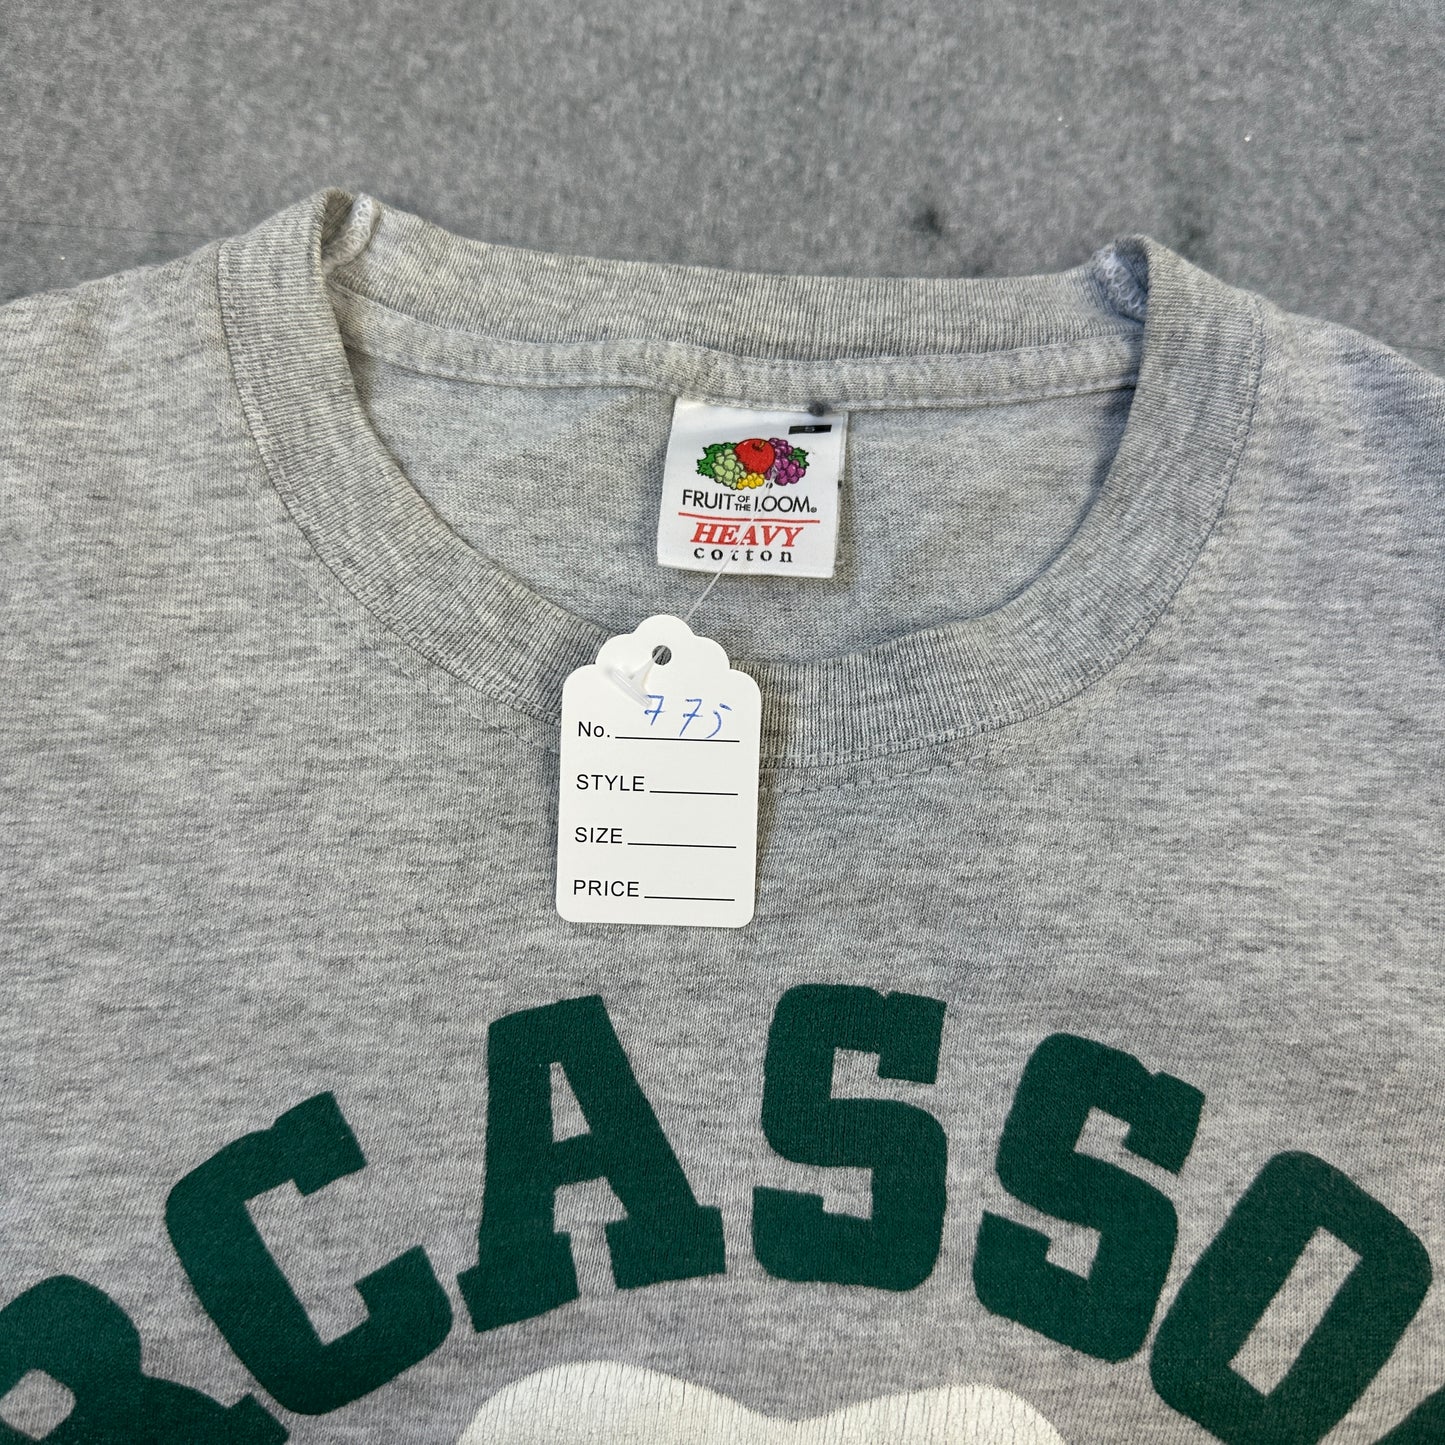 S
FRUIT OF THE LOOM®
HEAVY
cotton
No. 775
STYLE
SIZE
PRICE
RCASSO